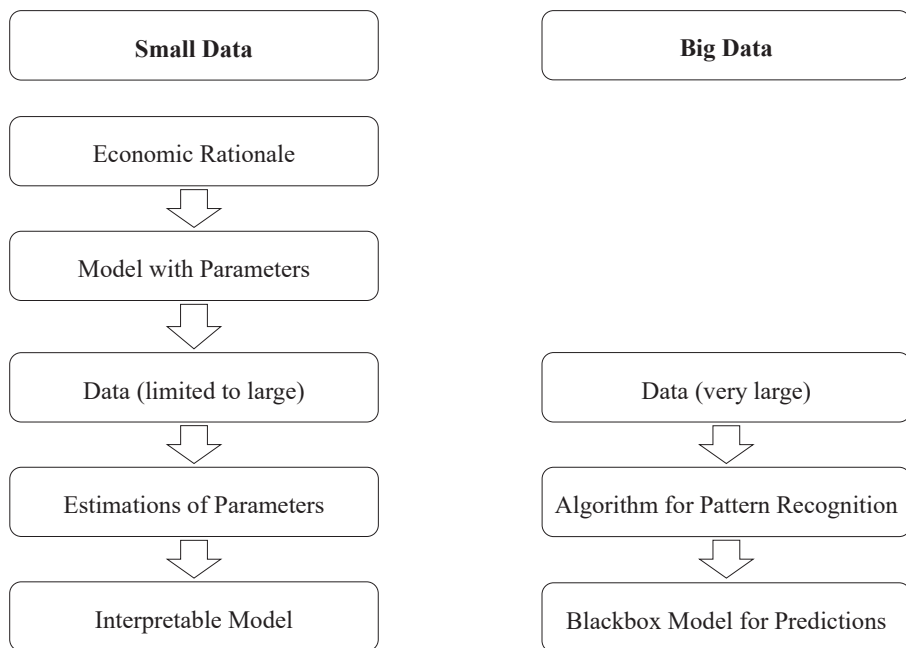 Small Data
Economic Rationale
Model with Parameters
Data (limited to large)
Estimations of Parameters
Interpretable Model
Big Data
Data (very large)
Algorithm for Pattern Recognition
Blackbox Model for Predictions